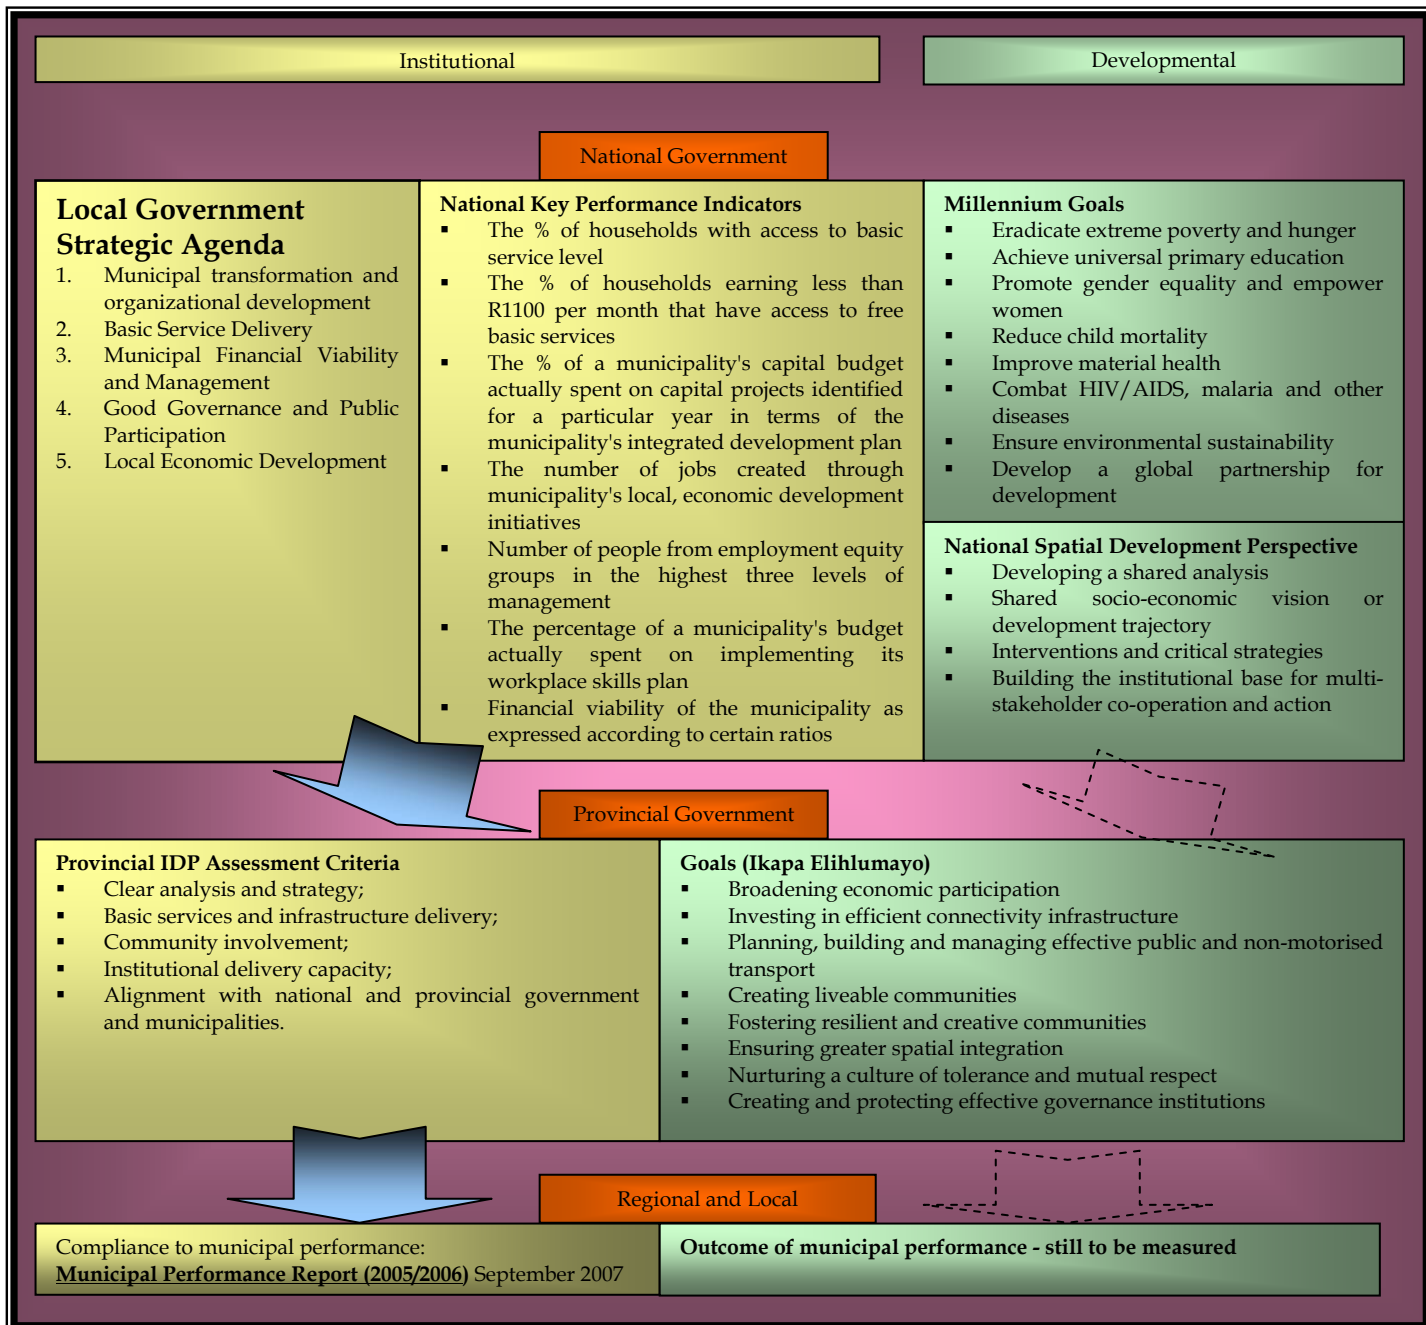 Institutional
Developmental
National Government
Local Government
Strategic Agenda
1. Municipal transformation and
organizational development
2. Basic Service Delivery
3. Municipal Financial Viability
and Management
4. Good Governance and Public
Participation
5. Local Economic Development
National Key Performance Indicators
▪ The % of households with access to basic
service level
▪ The % of households earning less than
R1100 per month that have access to free
basic services
▪ The % of a municipality's capital budget
actually spent on capital projects identified
for a particular year in terms of the
municipality's integrated development plan
▪ The number of jobs created through
municipality's local, economic development
initiatives
▪ Number of people from employment equity
groups in the highest three levels of
management
▪ The percentage of a municipality's budget
actually spent on implementing its
workplace skills plan
▪ Financial viability of the municipality as
expressed according to certain ratios
Millennium Goals
▪ Eradicate extreme poverty and hunger
▪ Achieve universal primary education
▪ Promote gender equality and empower
women
▪ Reduce child mortality
▪ Improve material health
▪ Combat HIV/AIDS, malaria and other
diseases
▪ Ensure environmental sustainability
▪ Develop a global partnership for
development
National Spatial Development Perspective
▪ Developing a shared analysis
▪ Shared socio-economic vision or
development trajectory
▪ Interventions and critical strategies
▪ Building the institutional base for multi-
stakeholder co-operation and action
Provincial Government
Provincial IDP Assessment Criteria
▪ Clear analysis and strategy;
▪ Basic services and infrastructure delivery;
▪ Community involvement;
▪ Institutional delivery capacity;
▪ Alignment with national and provincial government
and municipalities.
Goals (Ikapa Elihlumayo)
▪ Broadening economic participation
▪ Investing in efficient connectivity infrastructure
▪ Planning, building and managing effective public and non-motorised
transport
▪ Creating liveable communities
▪ Fostering resilient and creative communities
▪ Ensuring greater spatial integration
▪ Nurturing a culture of tolerance and mutual respect
▪ Creating and protecting effective governance institutions
Regional and Local
Compliance to municipal performance:
Municipal Performance Report (2005/2006) September 2007
Outcome of municipal performance - still to be measured